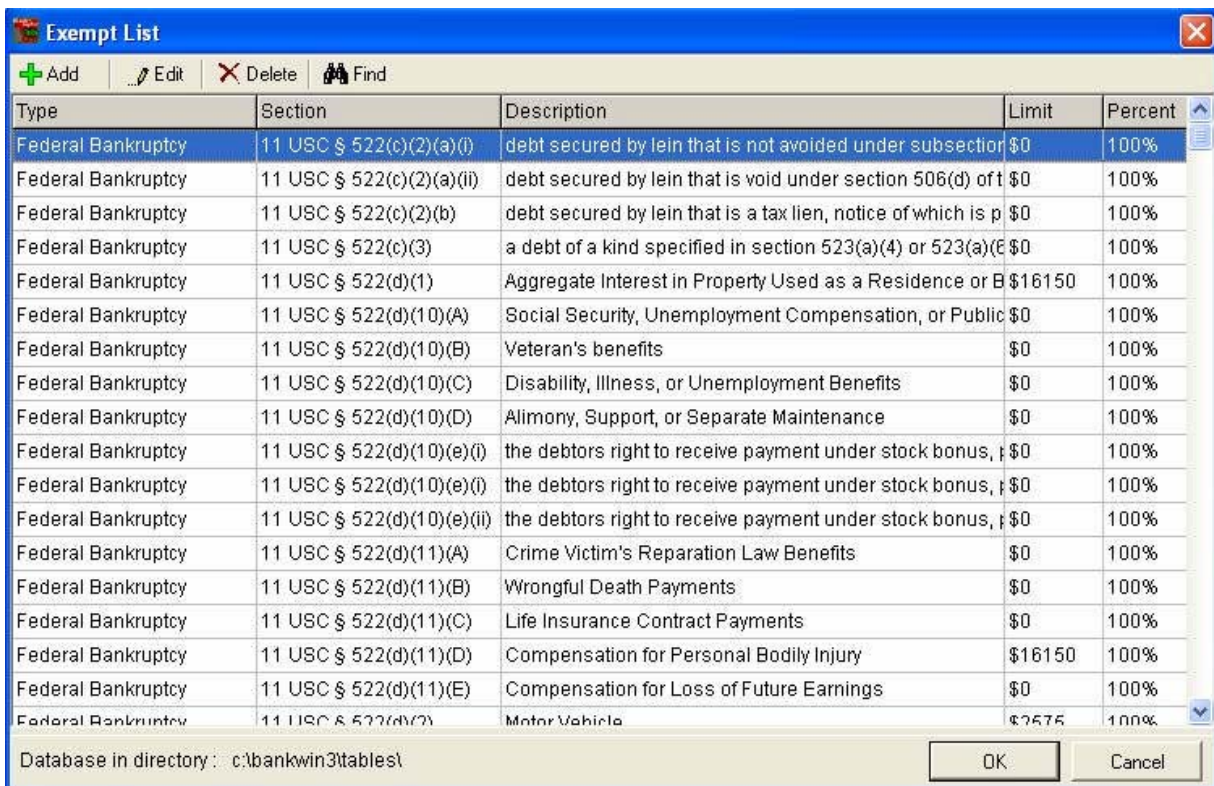 Exempt List
Add Edit Delete Find
Type Section Description Limit Percent
Federal Bankruptcy 11 USC § 522(c)(2)(a)(i) debt secured by lein that is not avoided under subsection $0 100%
Federal Bankruptcy 11 USC § 522(c)(2)(a)(ii) debt secured by lein that is void under section 506(d) of t $0 100%
Federal Bankruptcy 11 USC § 522(c)(2)(b) debt secured by lein that is a tax lien, notice of which is p $0 100%
Federal Bankruptcy 11 USC § 522(c)(3) a debt of a kind specified in section 523(a)(4) or 523(a)(6 $0 100%
Federal Bankruptcy 11 USC § 522(d)(1) Aggregate Interest in Property Used as a Residence or B $16150 100%
Federal Bankruptcy 11 USC § 522(d)(10)(A) Social Security, Unemployment Compensation, or Public $0 100%
Federal Bankruptcy 11 USC § 522(d)(10)(B) Veteran's benefits $0 100%
Federal Bankruptcy 11 USC § 522(d)(10)(C) Disability, Illness, or Unemployment Benefits $0 100%
Federal Bankruptcy 11 USC § 522(d)(10)(D) Alimony, Support, or Separate Maintenance $0 100%
Federal Bankruptcy 11 USC § 522(d)(10)(e)(i) the debtors right to receive payment under stock bonus, $0 100%
Federal Bankruptcy 11 USC § 522(d)(10)(e)(i) the debtors right to receive payment under stock bonus, $0 100%
Federal Bankruptcy 11 USC § 522(d)(10)(e)(ii) the debtors right to receive payment under stock bonus, $0 100%
Federal Bankruptcy 11 USC § 522(d)(11)(A) Crime Victim's Reparation Law Benefits $0 100%
Federal Bankruptcy 11 USC § 522(d)(11)(B) Wrongful Death Payments $0 100%
Federal Bankruptcy 11 USC § 522(d)(11)(C) Life Insurance Contract Payments $0 100%
Federal Bankruptcy 11 USC § 522(d)(11)(D) Compensation for Personal Bodily Injury $16150 100%
Federal Bankruptcy 11 USC § 522(d)(11)(E) Compensation for Loss of Future Earnings $0 100%
Federal Bankruptcy 11 USC § 522(d)(2) Motor Vehicle $2575 100%
Database in directory : c:\bankwin3\tables\ OK Cancel